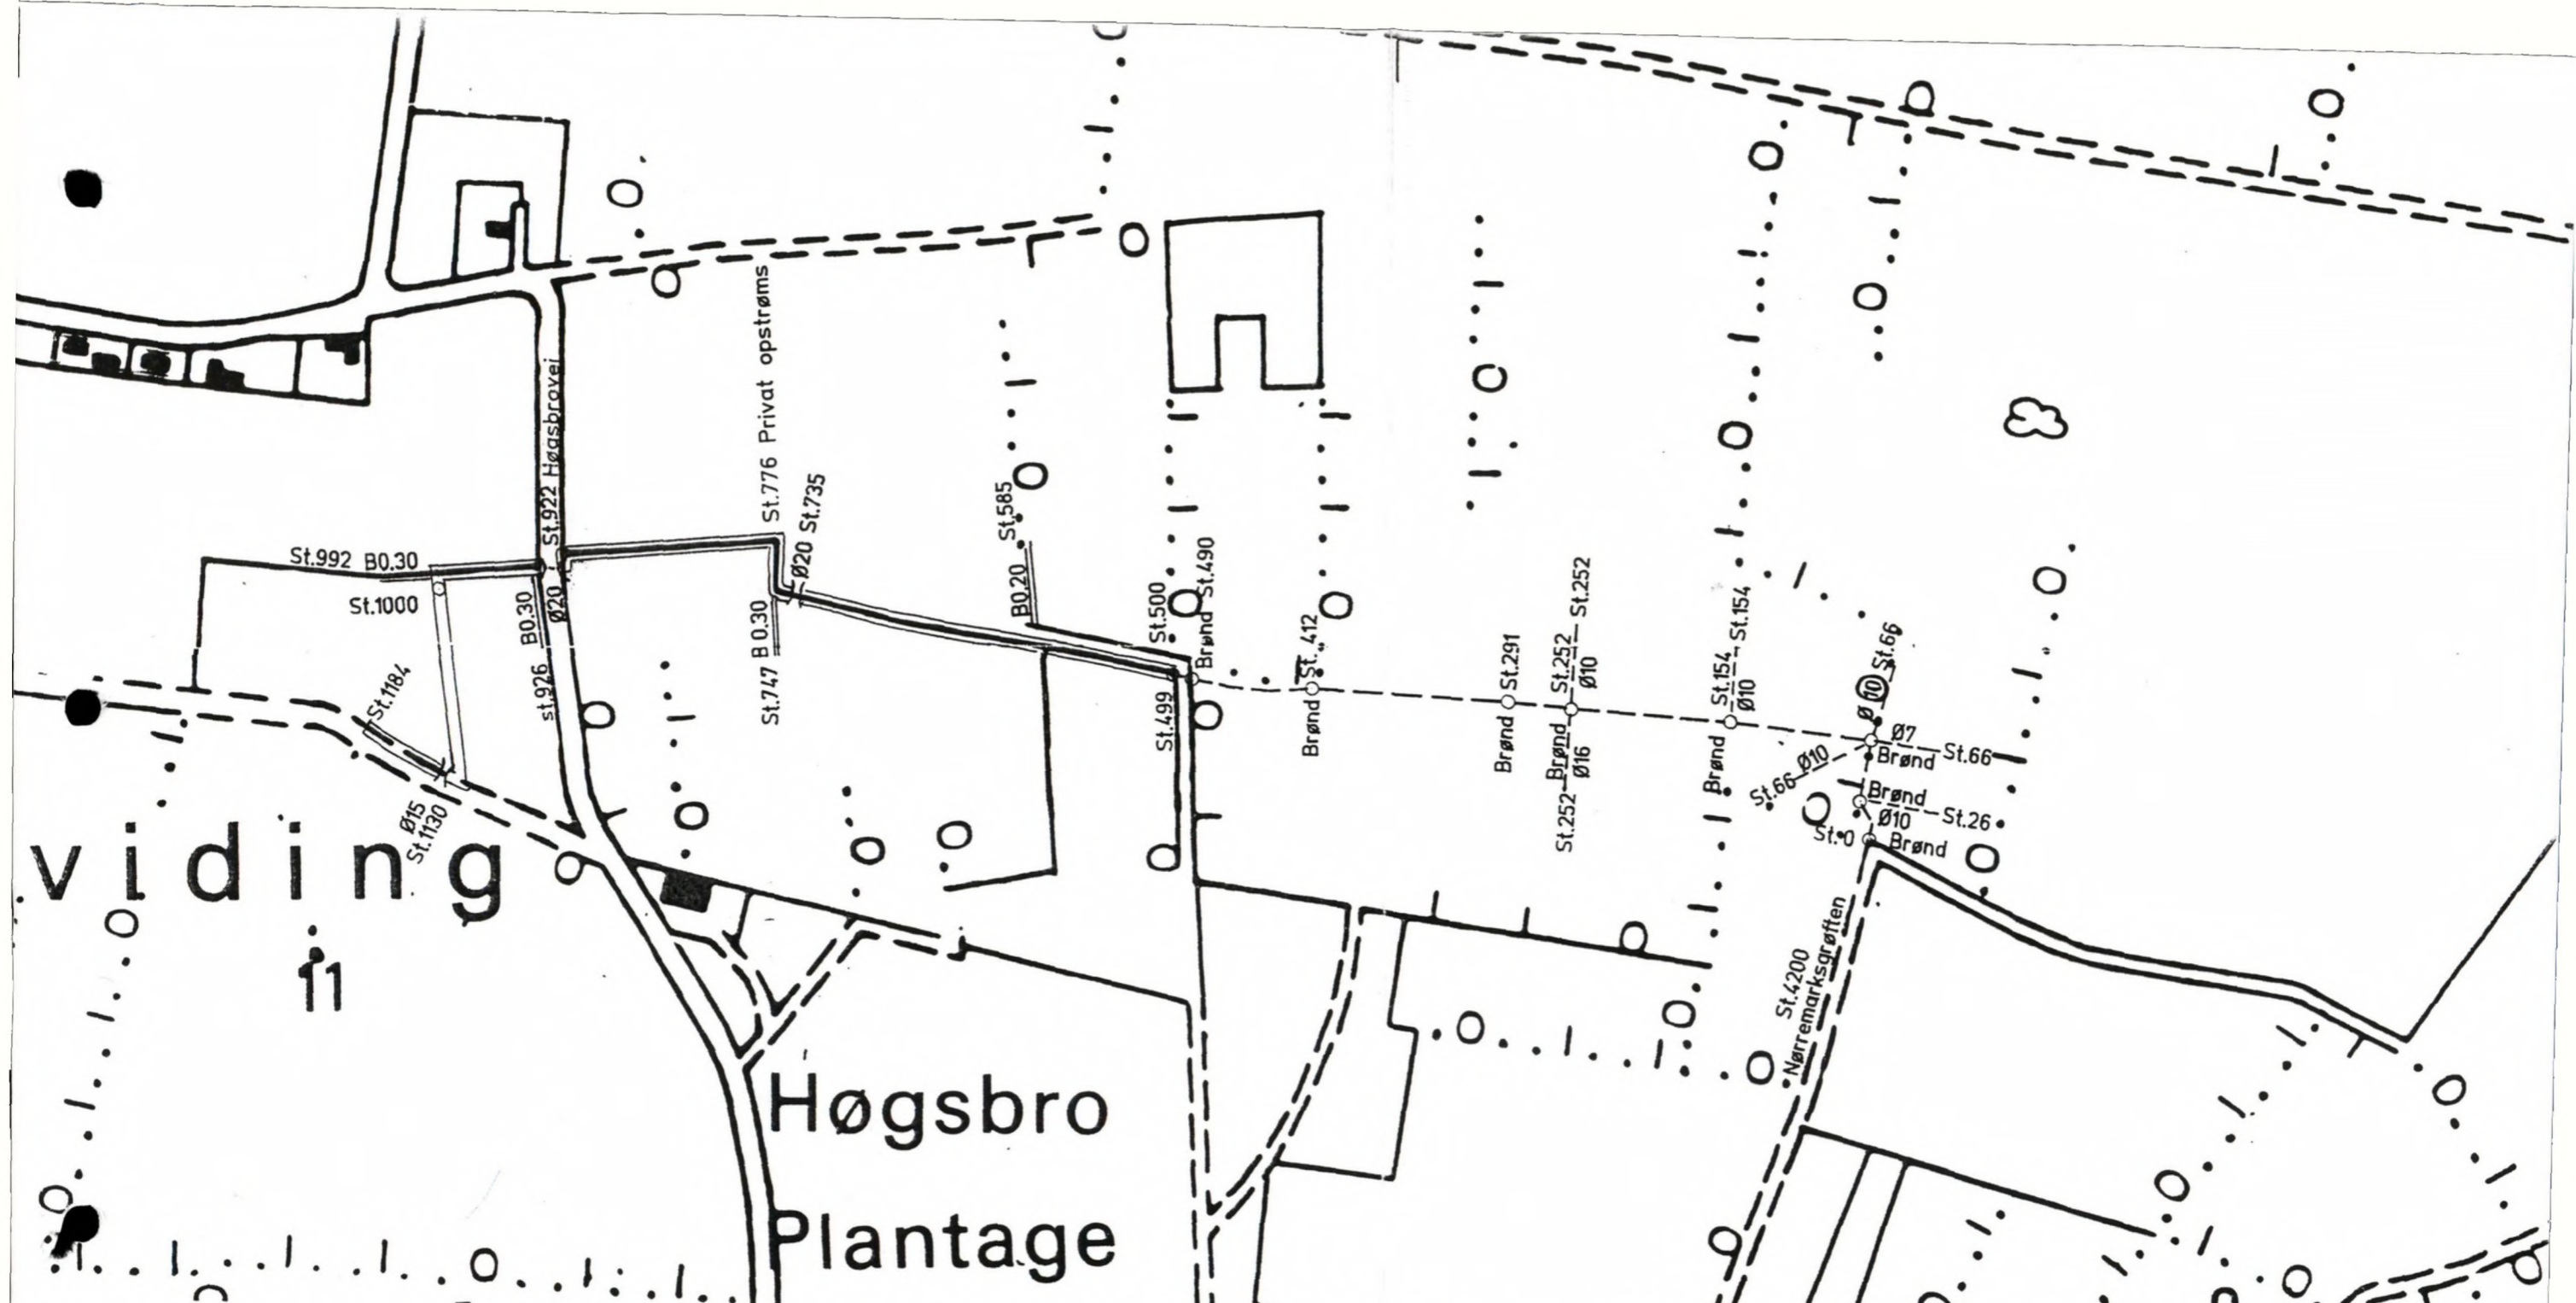 St.922 Høgsbrovej
St.776 Privat opstrøms
Ø20 St.735
St.585
B0.20
St.992 B0.30
St.1000
B0.30
Ø20
st.926
B 0.30
St.747
St.500
Brønd St.490
St.499
St. 412
Brønd
St.291
Brønd
St.252
St.252
Ø10
Brønd
Ø16
St.252
St.154
St.154
Ø10
Brønd
St.66
Ø 10
Ø7
Brønd
St.66
Ø10
St.66
Brønd
St.26
Ø10
St.0
Brønd
St.1184
Ø15
St.1130
viding
11
St.4200
Nørremarksgrøften
Høgsbro
Plantage